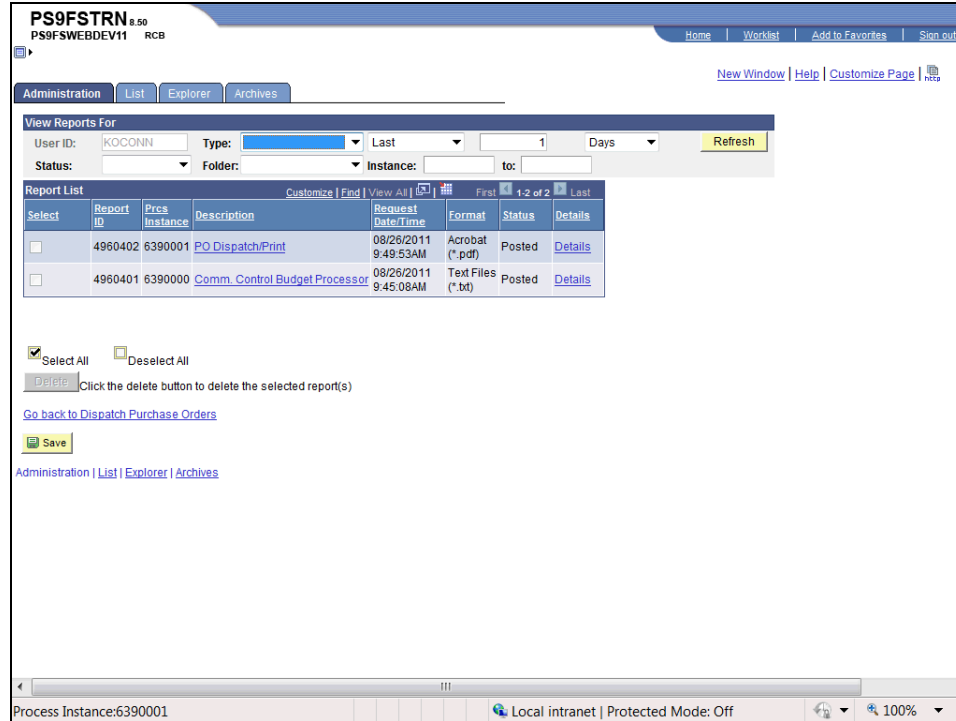 PS9FSTRN 8.50
PS9FSWEBDEV11 RCB
Home | Worklist | Add to Favorites | Sign out
New Window | Help | Customize Page | http
Administration List Explorer Archives
View Reports For
User ID: KOCONN Type: Last 1 Days Refresh
Status: Folder: Instance: to:
Report List Customize | Find | View All | First 1-2 of 2 Last
Select Report ID Prcs Instance Description Request Date/Time Format Status Details
4960402 6390001 PO Dispatch/Print 08/26/2011 9:49:53AM Acrobat (*.pdf) Posted Details
4960401 6390000 Comm. Control Budget Processor 08/26/2011 9:45:08AM Text Files (*.txt) Posted Details
Select All Deselect All
Delete Click the delete button to delete the selected report(s)
Go back to Dispatch Purchase Orders
Save
Administration | List | Explorer | Archives
Process Instance:6390001 Local intranet | Protected Mode: Off 100%